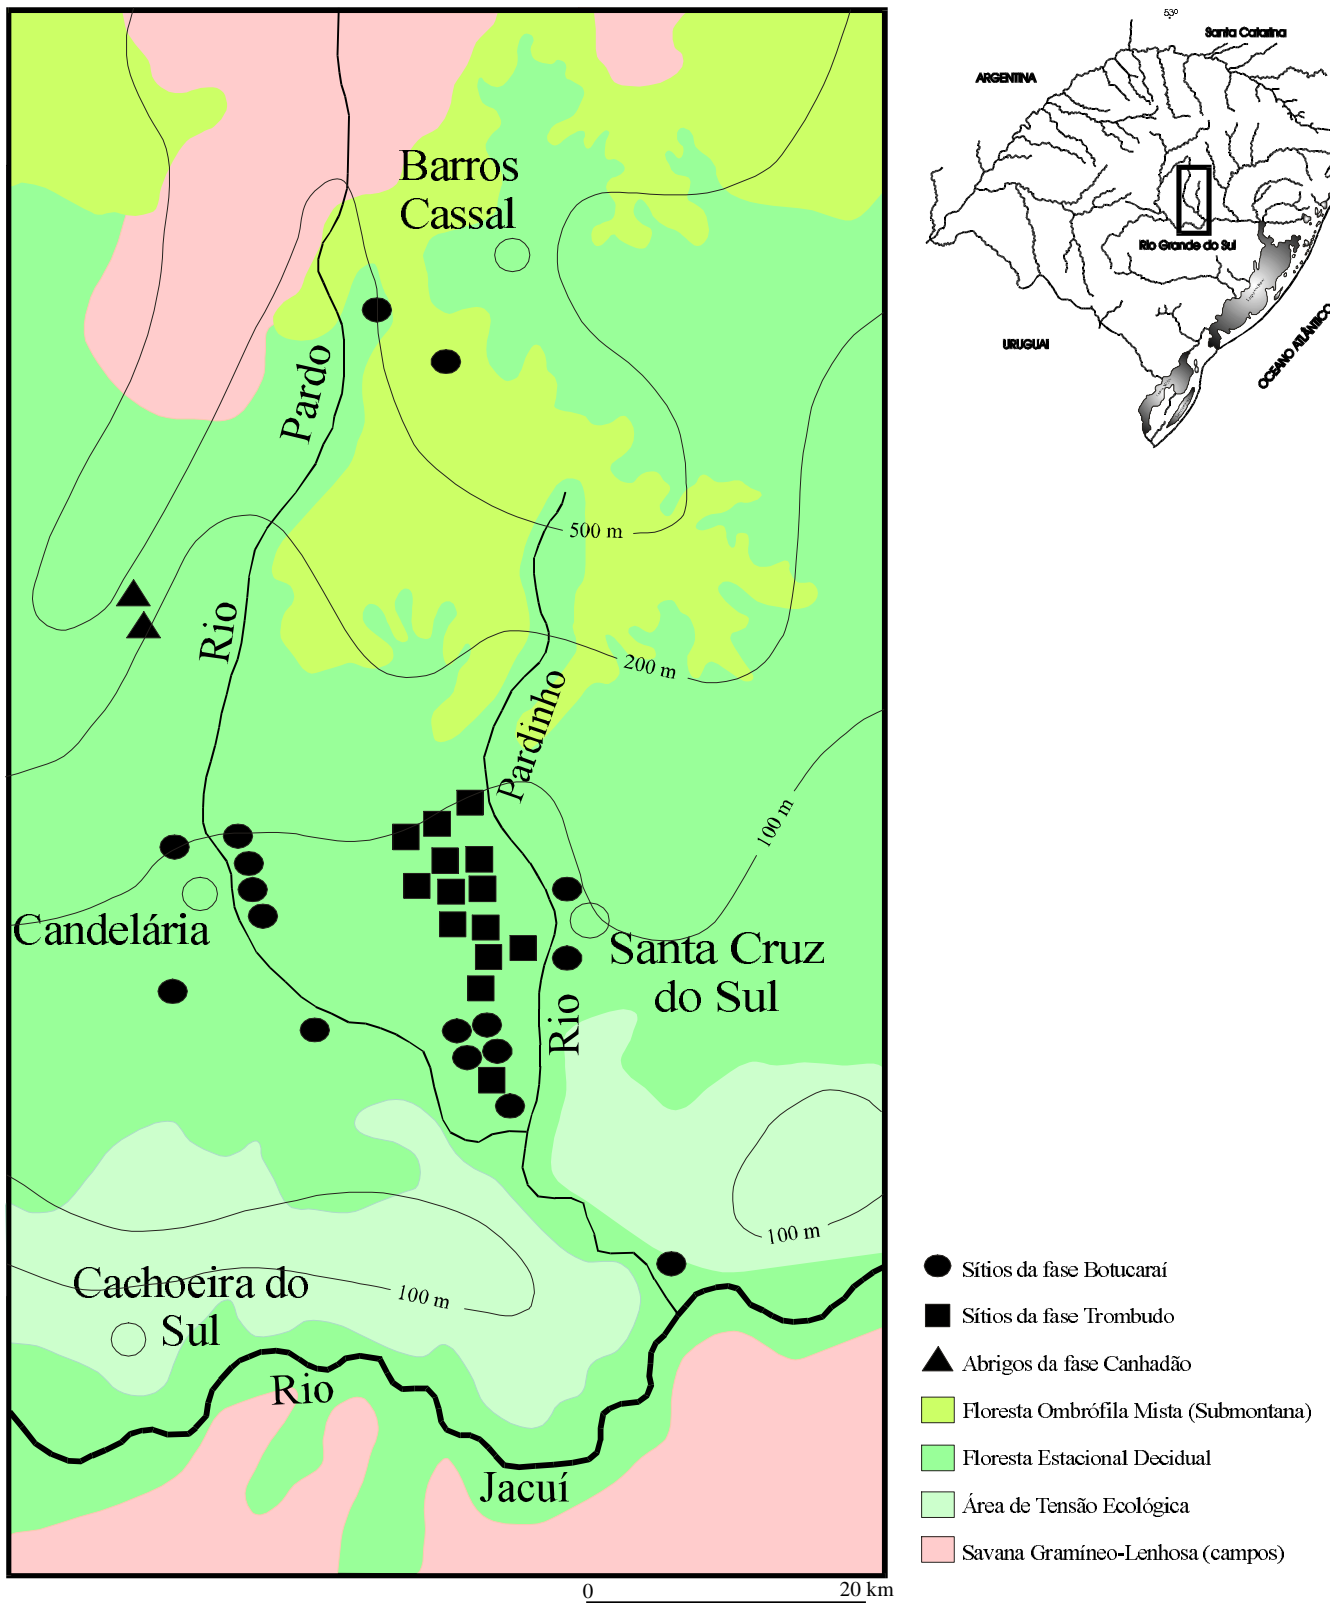 Barros
Cassal
Pardo
500 m
Rio
200 m
Pardinho
100 m
Candelária
Santa Cruz
do Sul
Rio
100 m
Cachoeira do
Sul
100 m
Rio
Jacuí
0
20 km
53º
Santa Catarina
ARGENTINA
Rio Grande do Sul
URUGUAI
OCEANO ATLÂNTICO
Sítios da fase Botucaraí
Sítios da fase Trombudo
Abrigos da fase Canhadão
Floresta Ombrófila Mista (Submontana)
Floresta Estacional Decidual
Área de Tensão Ecológica
Savana Gramíneo-Lenhosa (campos)